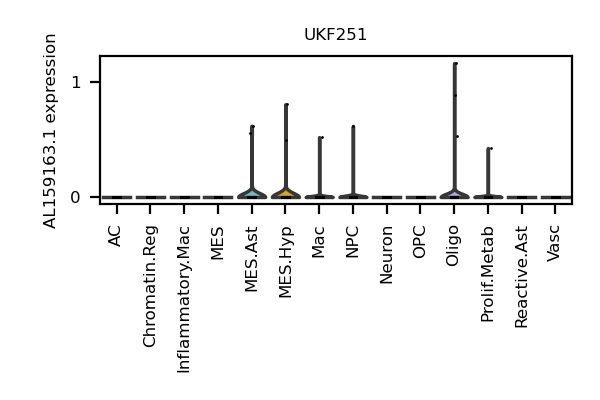 UKF251
AL159163.1 expression
1
0
AC
Chromatin.Reg
Inflammatory.Mac
MES
MES.Ast
MES.Hyp
Mac
NPC
Neuron
OPC
Oligo
Prolif.Metab
Reactive.Ast
Vasc